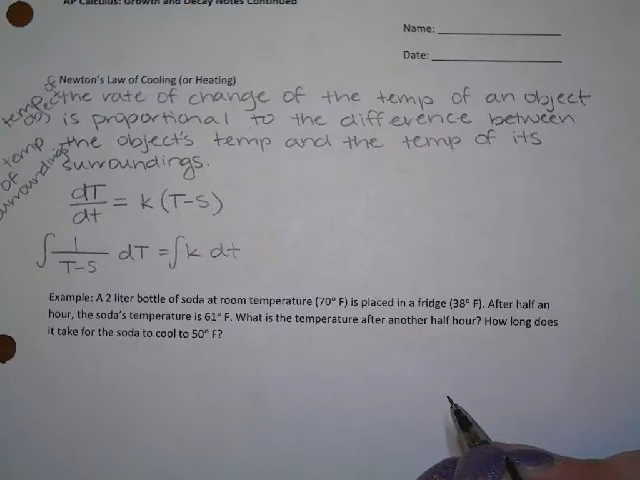 AP Calculus: Growth and Decay Notes Continued
Name:
Date:
Newton's Law of Cooling (or Heating)
the rate of change of the temp of an object
is proportional to the difference between
the object's temp and the temp of its
surroundings.
temp of
object
temp
of
surroundings
dT/dt = k (T-S)
∫ 1/(T-S) dT = ∫ k dt
Example: A 2 liter bottle of soda at room temperature (70° F) is placed in a fridge (38° F). After half an
hour, the soda's temperature is 61° F. What is the temperature after another half hour? How long does
it take for the soda to cool to 50° F?